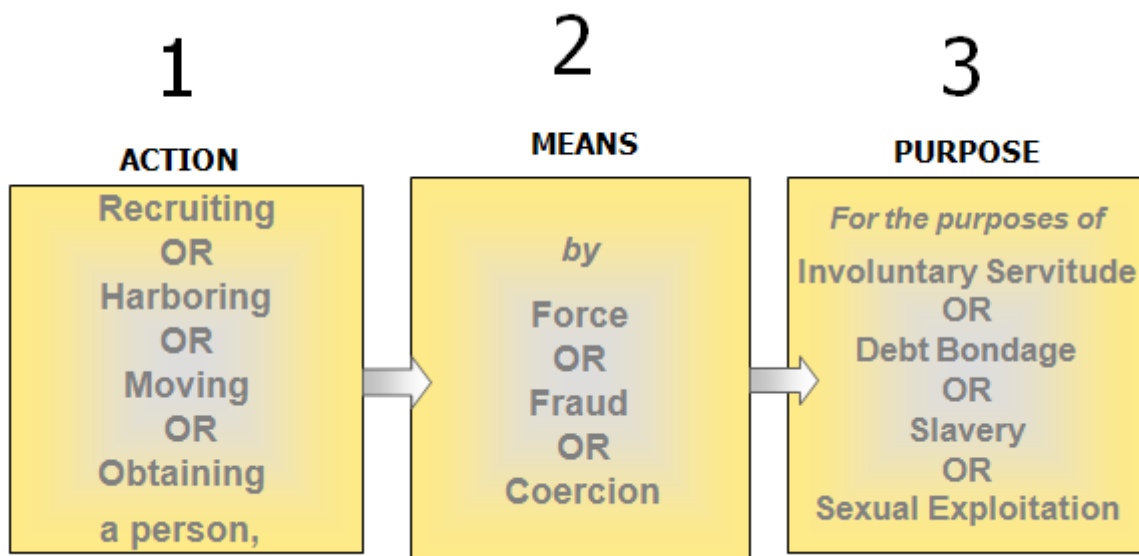 1
ACTION
Recruiting
OR
Harboring
OR
Moving
OR
Obtaining
a person,
2
MEANS
by
Force
OR
Fraud
OR
Coercion
3
PURPOSE
For the purposes of
Involuntary Servitude
OR
Debt Bondage
OR
Slavery
OR
Sexual Exploitation